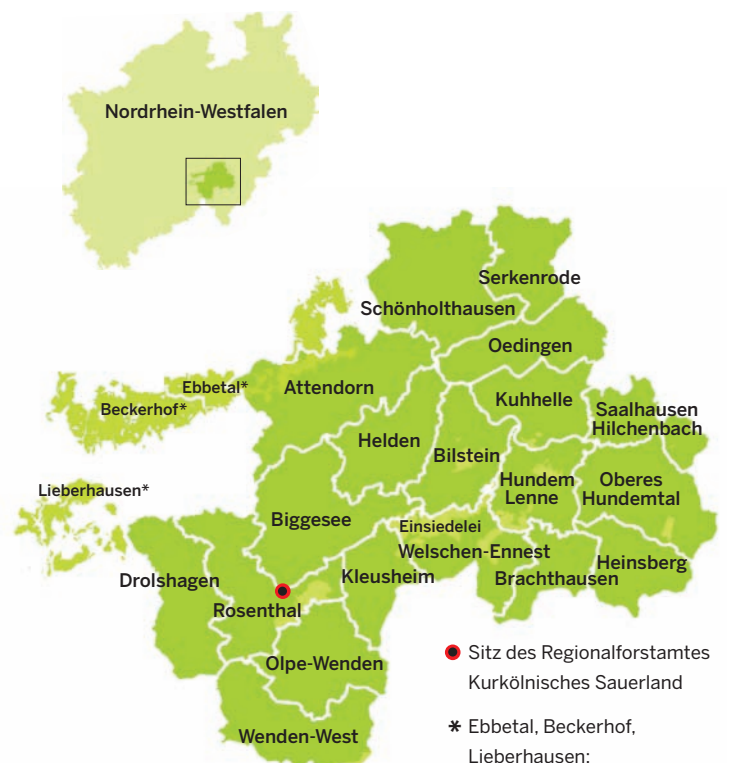 Nordrhein-Westfalen
Serkenrode
Schönholthausen
Oedingen
Ebbetal*
Attendorn
Beckerhof*
Kuhhelle
Saalhausen
Hilchenbach
Helden
Bilstein
Hundem
Lenne
Oberes
Hundemtal
Lieberhausen*
Biggesee
Einsiedelei
Welschen-Ennest
Drolshagen
Kleusheim
Brachthausen
Heinsberg
Rosenthal
Olpe-Wenden
Wenden-West
Sitz des Regionalforstamtes
Kurkölnisches Sauerland
* Ebbetal, Beckerhof,
Lieberhausen: